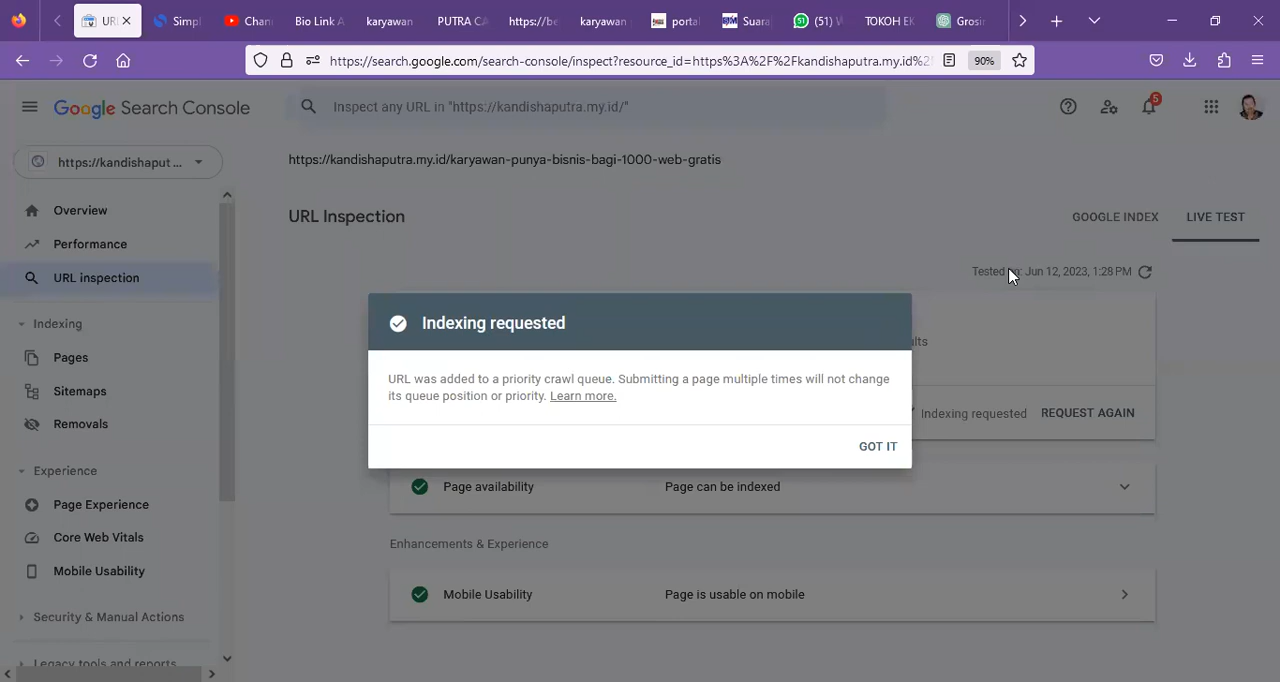 UR
Simpl
Chan
Bio Link A
karyawan
PUTRA CA
https://be
karyawan
porta
Suara
(51) W
TOKOH EK
Grosi
https://search.google.com/search-console/inspect?resource_id=https%3A%2F%2Fkandishaputra.my.id%2
90%
Google Search Console
Inspect any URL in "https://kandishaputra.my.id/"
5
https://kandishaput ...
https://kandishaputra.my.id/karyawan-punya-bisnis-bagi-1000-web-gratis
Overview
Performance
URL inspection
Indexing
Pages
Sitemaps
Removals
Experience
Page Experience
Core Web Vitals
Mobile Usability
Security & Manual Actions
Legacy tools and reports
URL Inspection
GOOGLE INDEX
LIVE TEST
Tested on: Jun 12, 2023, 1:28 PM
Indexing requested
URL was added to a priority crawl queue. Submitting a page multiple times will not change
its queue position or priority. Learn more.
GOT IT
ults
Indexing requested
REQUEST AGAIN
Page availability
Page can be indexed
Enhancements & Experience
Mobile Usability
Page is usable on mobile